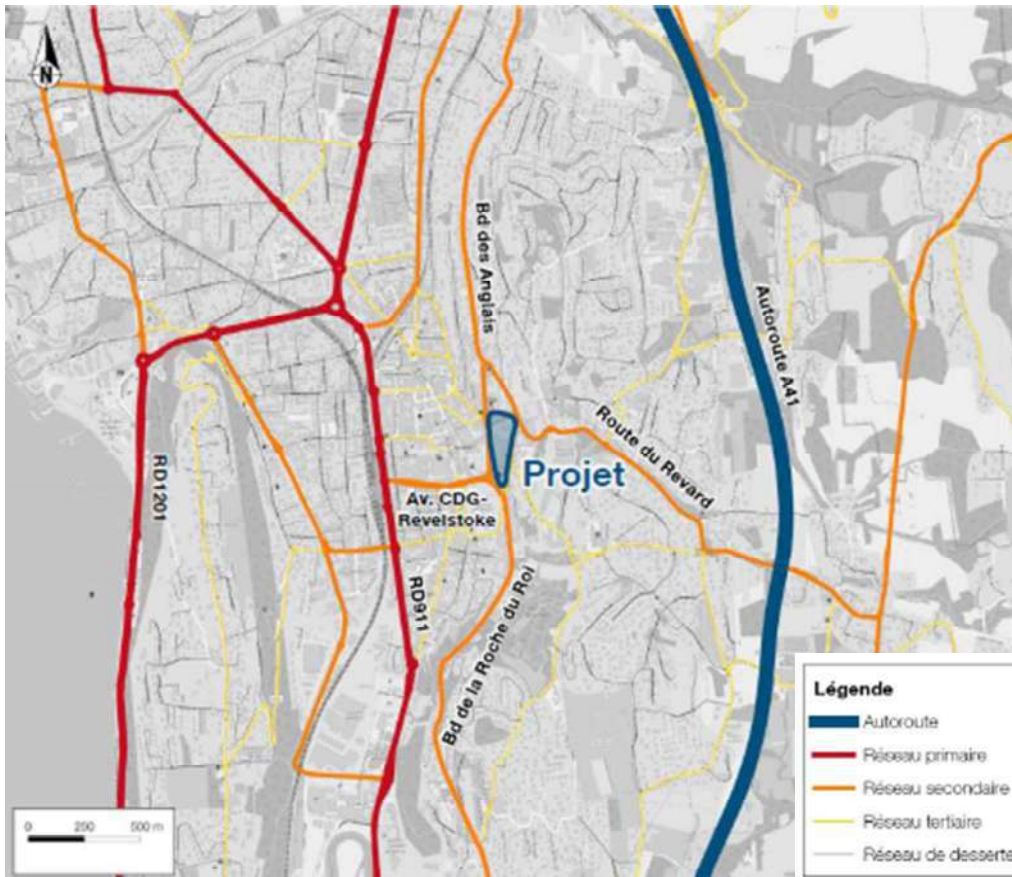 N
Bd des Anglais
Autoroute A41
Route du Revard
Projet
Av. CDG-
Revelstoke
RD1201
RD911
Bd de la Roche du Roi
Légende
Autoroute
Réseau primaire
Réseau secondaire
Réseau tertiaire
Réseau de desserte
0 250 500 m